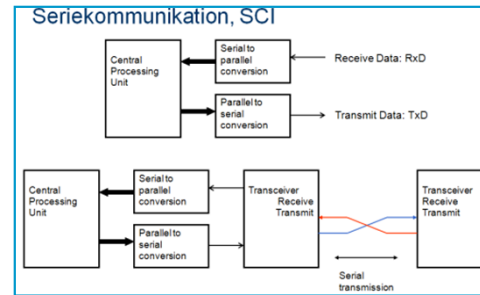 Seriekommunikation, SCI
Central
Processing
Unit
Serial to
parallel
conversion
Receive Data: RxD
Parallel to
serial
conversion
Transmit Data: TxD
Central
Processing
Unit
Serial to
parallel
conversion
Parallel to
serial
conversion
Transceiver
Receive
Transmit
Transceiver
Receive
Transmit
Serial
transmission